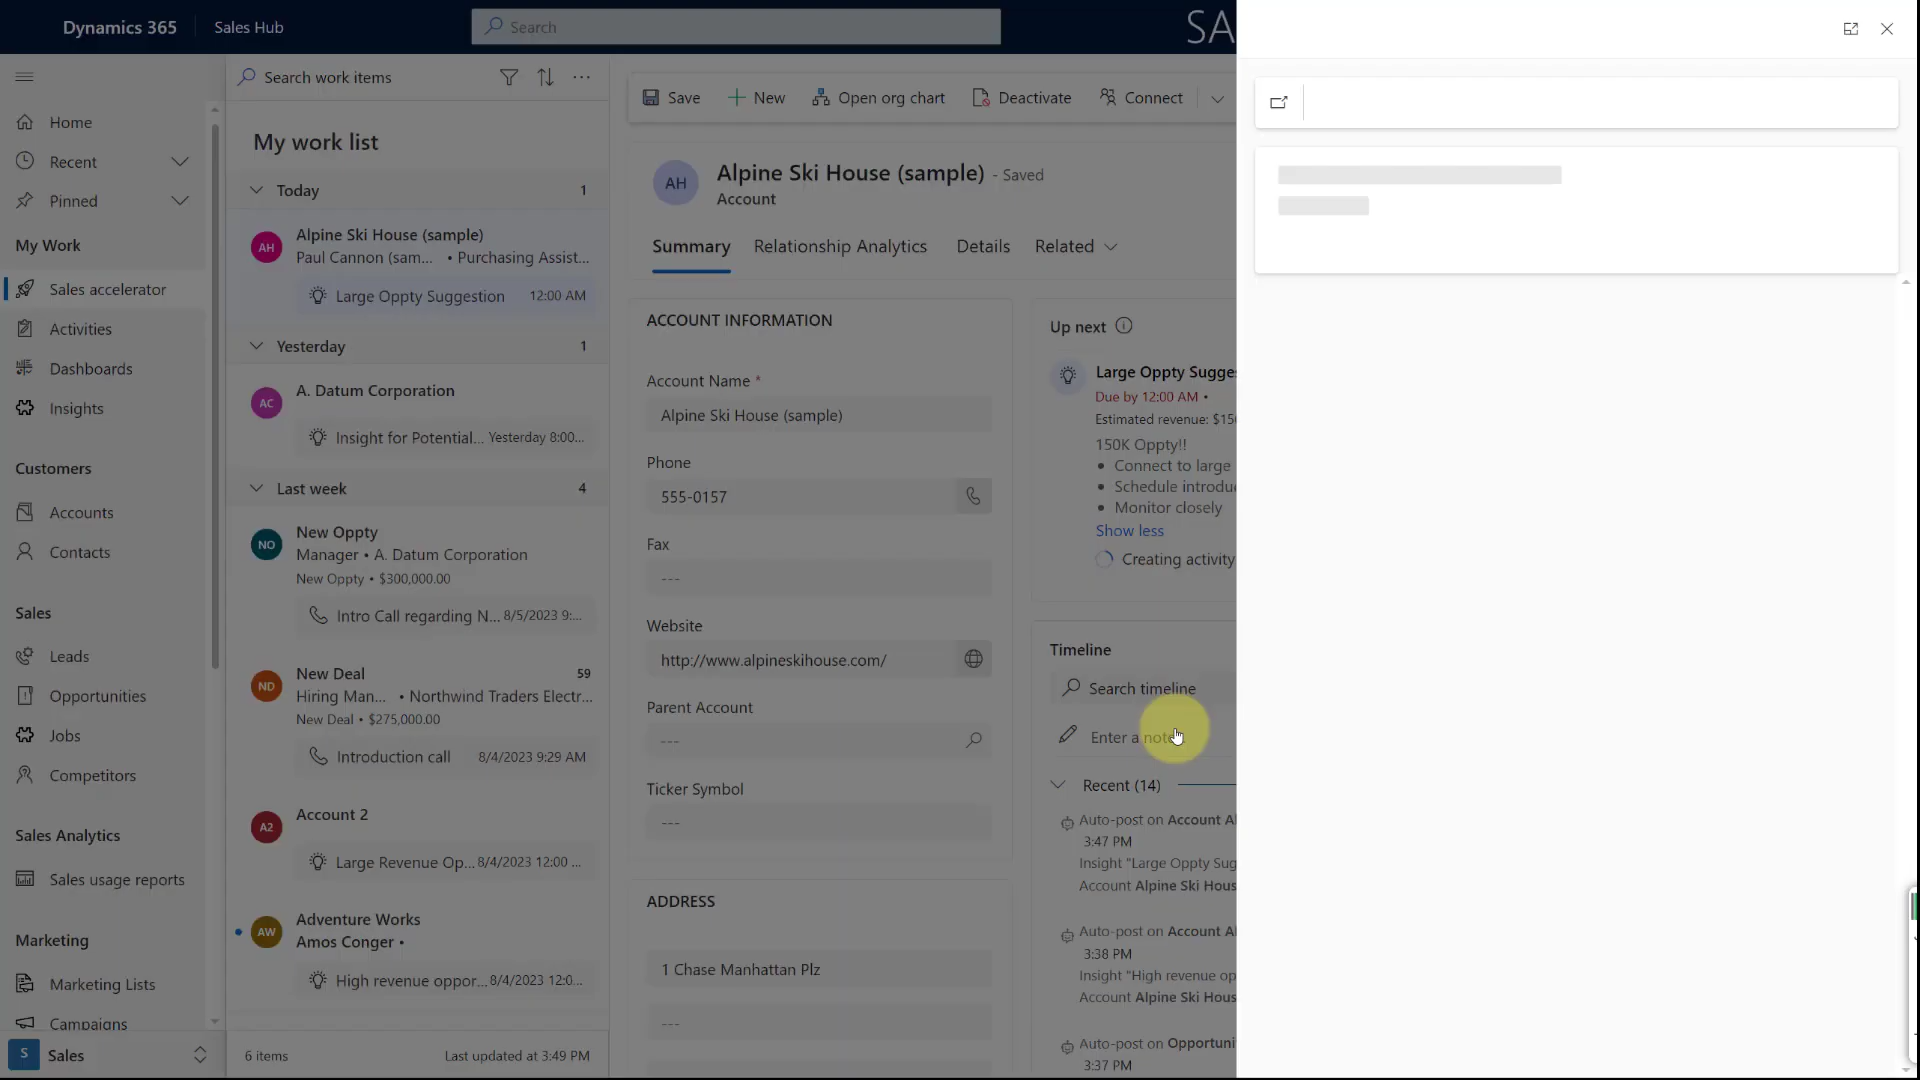 Dynamics 365
Sales Hub
Search
SA
Home
Recent
Pinned
My Work
Sales accelerator
Activities
Dashboards
Insights
Customers
Accounts
Contacts
Sales
Leads
Opportunities
Jobs
Competitors
Sales Analytics
Sales usage reports
Marketing
Marketing Lists
Campaigns
S
Sales
Search work items
My work list
Today
1
AH
Alpine Ski House (sample)
Paul Cannon (sam... • Purchasing Assist...
Large Oppty Suggestion 12:00 AM
Yesterday
1
AC
A. Datum Corporation
Insight for Potential... Yesterday 8:00...
Last week
4
NO
New Oppty
Manager • A. Datum Corporation
New Oppty • $300,000.00
Intro Call regarding N... 8/5/2023 9:...
ND
New Deal
59
Hiring Man... • Northwind Traders Electr...
New Deal • $275,000.00
Introduction call 8/4/2023 9:29 AM
A2
Account 2
Large Revenue Op... 8/4/2023 12:00 ...
AW
Adventure Works
Amos Conger •
High revenue oppor... 8/4/2023 12:0...
6 items
Last updated at 3:49 PM
Save
New
Open org chart
Deactivate
Connect
AH
Alpine Ski House (sample) - Saved
Account
Summary
Relationship Analytics
Details
Related
ACCOUNT INFORMATION
Account Name *
Alpine Ski House (sample)
Phone
555-0157
Fax
---
Website
http://www.alpineskihouse.com/
Parent Account
---
Ticker Symbol
---
ADDRESS
1 Chase Manhattan Plz
---
Up next
Large Oppty Sugges
Due by 12:00 AM •
Estimated revenue: $15
150K Oppty!!
• Connect to large
• Schedule introdu
• Monitor closely
Show less
Creating activity
Timeline
Search timeline
Enter a note
Recent (14)
Auto-post on Account Al
3:47 PM
Insight "Large Oppty Sug
Account Alpine Ski Hous
Auto-post on Account Al
3:38 PM
Insight "High revenue op
Account Alpine Ski Hous
Auto-post on Opportuni
3:37 PM